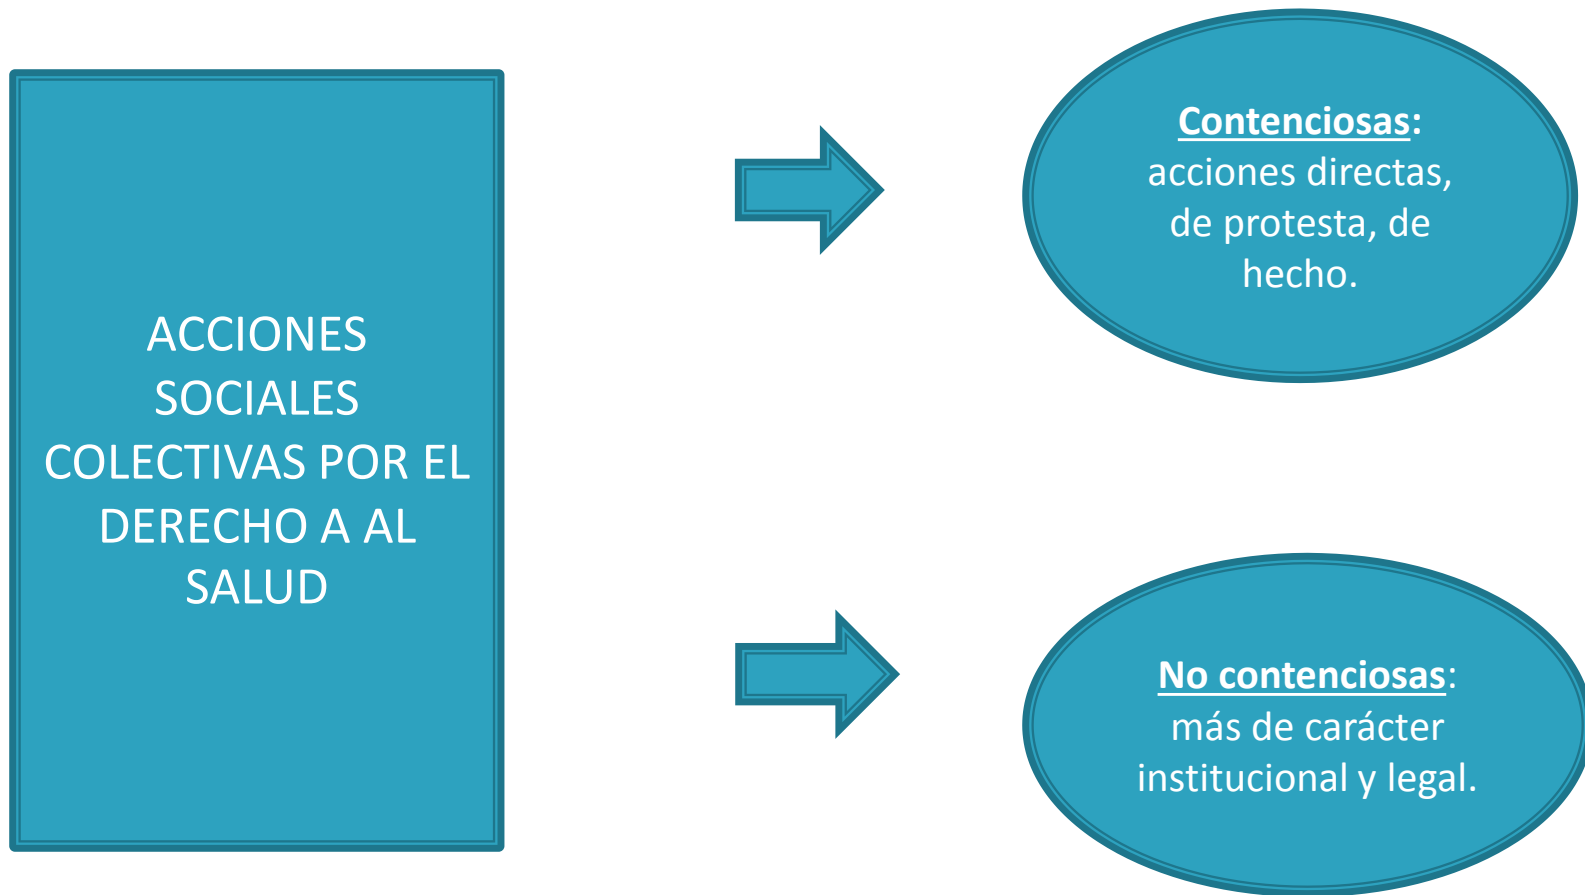 ACCIONES
SOCIALES
COLECTIVAS POR EL
DERECHO A AL
SALUD
Contenciosas:
acciones directas,
de protesta, de
hecho.
No contenciosas:
más de carácter
institucional y legal.